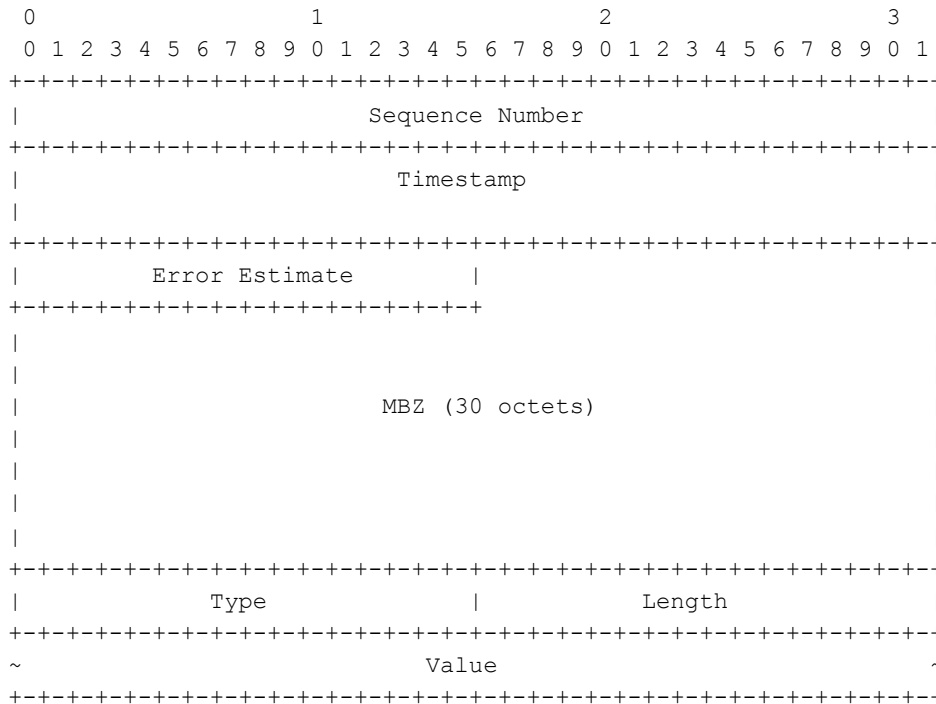 0                   1                   2                   3
 0 1 2 3 4 5 6 7 8 9 0 1 2 3 4 5 6 7 8 9 0 1 2 3 4 5 6 7 8 9 0 1
+-+-+-+-+-+-+-+-+-+-+-+-+-+-+-+-+-+-+-+-+-+-+-+-+-+-+-+-+-+-+-+-
|                        Sequence Number
+-+-+-+-+-+-+-+-+-+-+-+-+-+-+-+-+-+-+-+-+-+-+-+-+-+-+-+-+-+-+-+-
|                          Timestamp
|
+-+-+-+-+-+-+-+-+-+-+-+-+-+-+-+-+-+-+-+-+-+-+-+-+-+-+-+-+-+-+-+-
|         Error Estimate        |
+-+-+-+-+-+-+-+-+-+-+-+-+-+-+-+-+
|
|
|                         MBZ (30 octets)
|
|
|
|
+-+-+-+-+-+-+-+-+-+-+-+-+-+-+-+-+-+-+-+-+-+-+-+-+-+-+-+-+-+-+-+-
|             Type              |           Length
+-+-+-+-+-+-+-+-+-+-+-+-+-+-+-+-+-+-+-+-+-+-+-+-+-+-+-+-+-+-+-+-
~                            Value                              ~
+-+-+-+-+-+-+-+-+-+-+-+-+-+-+-+-+-+-+-+-+-+-+-+-+-+-+-+-+-+-+-+-